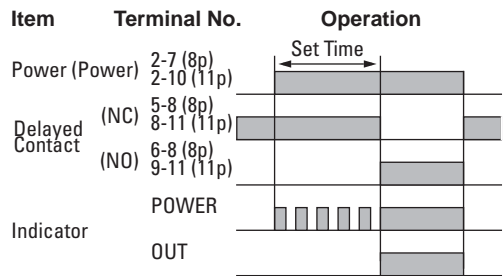 Item Terminal No. Operation
Set Time
Power (Power) 2-7 (8p)
2-10 (11p)
Delayed Contact
(NC) 5-8 (8p)
8-11 (11p)
(NO) 6-8 (8p)
9-11 (11p)
Indicator
POWER
OUT